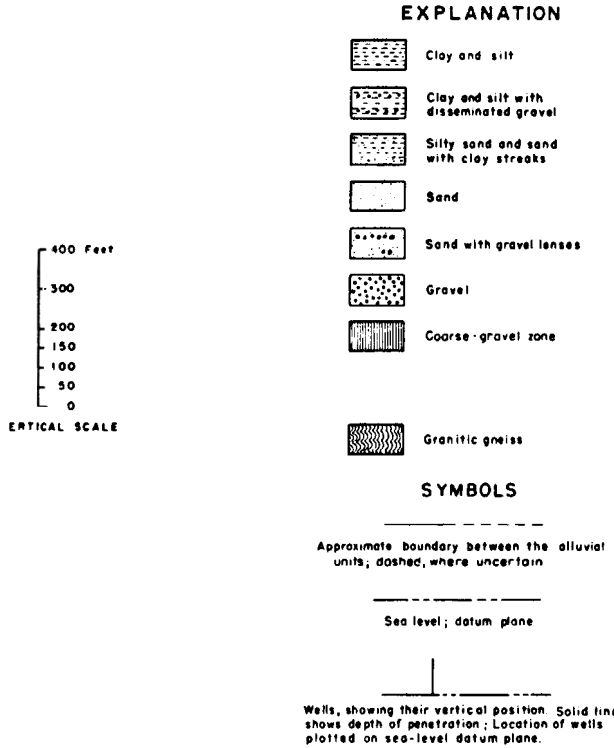 EXPLANATION
Clay and silt
Clay and silt with
disseminated gravel
Silty sand and sand
with clay streaks
Sand
Sand with gravel lenses
Gravel
Coarse-gravel zone
Granitic gneiss
400 Feet
300
200
150
100
50
0
ERTICAL SCALE
SYMBOLS
Approximate boundary between the alluvial
units; dashed, where uncertain
Sea level; datum plane
Wells, showing their vertical position. Solid line
shows depth of penetration; Location of wells
plotted on sea-level datum plane.